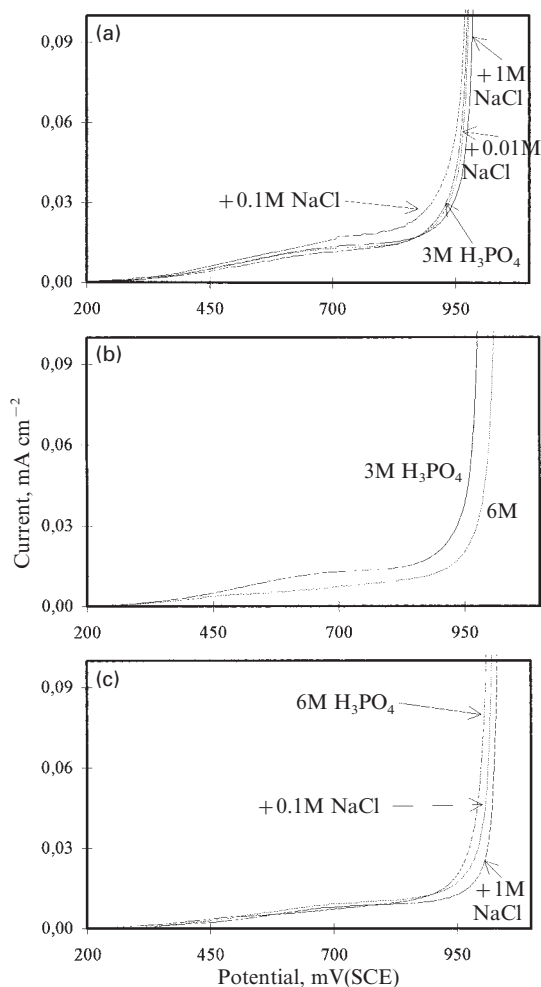 (a)
0,09
+1M
NaCl
0,06
+0.01M
NaCl
+0.1M NaCl
0,03
3M H₃PO₄
0,00
200 450 700 950
(b)
0,09
0,06
3M H₃PO₄
6M
0,03
0,00
200 450 700 950
Current, mA cm⁻²
(c)
0,09
6M H₃PO₄
0,06
+0.1M NaCl
0,03
+1M
NaCl
0,00
200 450 700 950
Potential, mV(SCE)